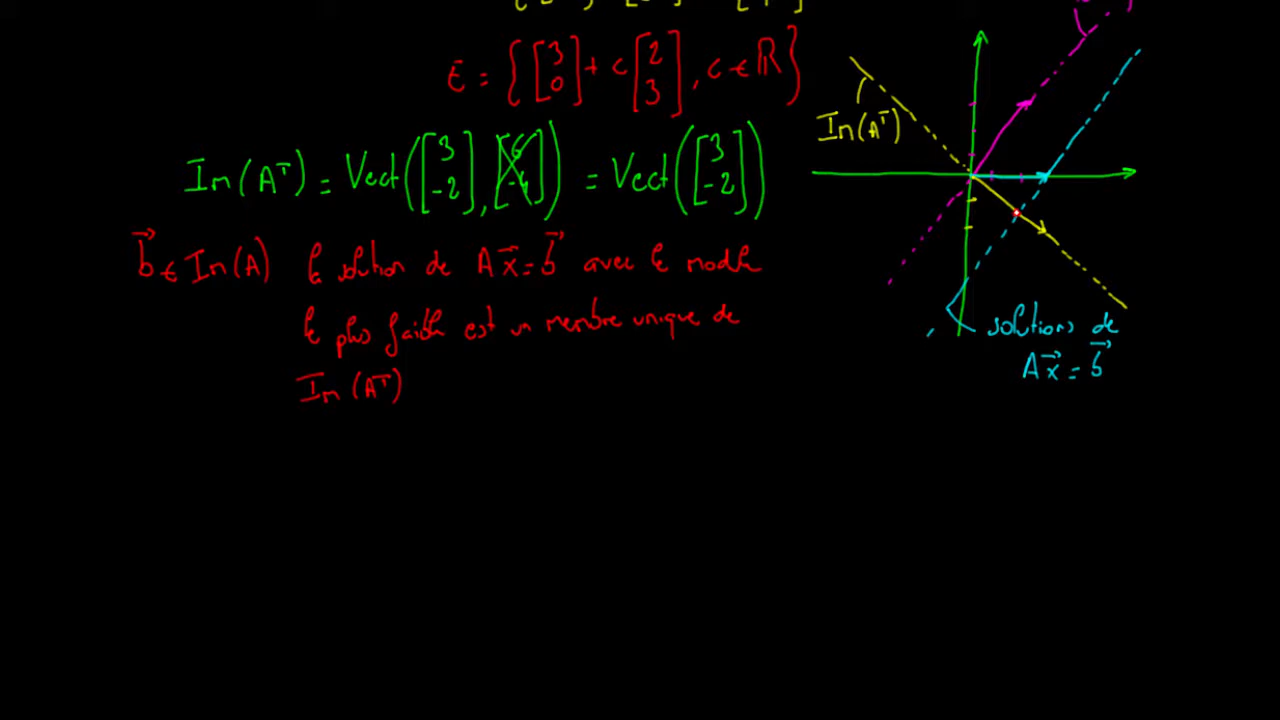 E = { [3 0] + c [2 3], c ∈ ℝ }
Im(Aᵀ) = Vect([3 -2], [6 -4]) = Vect([3 -2])
b⃗ ∈ Im(A) la solution de Ax⃗ = b⃗ avec le module
le plus faible est un membre unique de
Im(Aᵀ)
Im(Aᵀ)
solutions de
Ax⃗ = b⃗